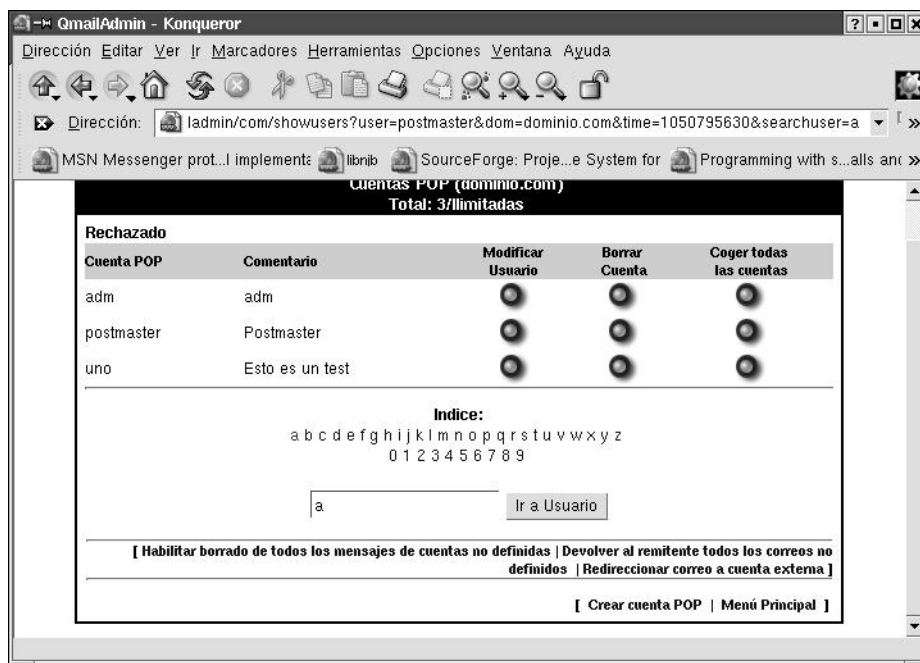 QmailAdmin - Konqueror
Dirección Editar Ver Ir Marcadores Herramientas Opciones Ventana Ayuda
Dirección: ladmin/com/showusers?user=postmaster&dom=dominio.com&time=1050795630&searchuser=a
MSN Messenger prot...l implementa libnjb SourceForge: Proje...e System for Programming with s...alls and
Cuentas POP (dominio.com)
Total: 3/Ilimitadas
Rechazado
Cuenta POP Comentario Modificar Usuario Borrar Cuenta Coger todas las cuentas
adm adm
postmaster Postmaster
uno Esto es un test
Indice:
a b c d e f g h i j k l m n o p q r s t u v w x y z
0 1 2 3 4 5 6 7 8 9
a Ir a Usuario
[ Habilitar borrado de todos los mensajes de cuentas no definidas | Devolver al remitente todos los correos no
definidos | Redireccionar correo a cuenta externa ]
[ Crear cuenta POP | Menú Principal ]